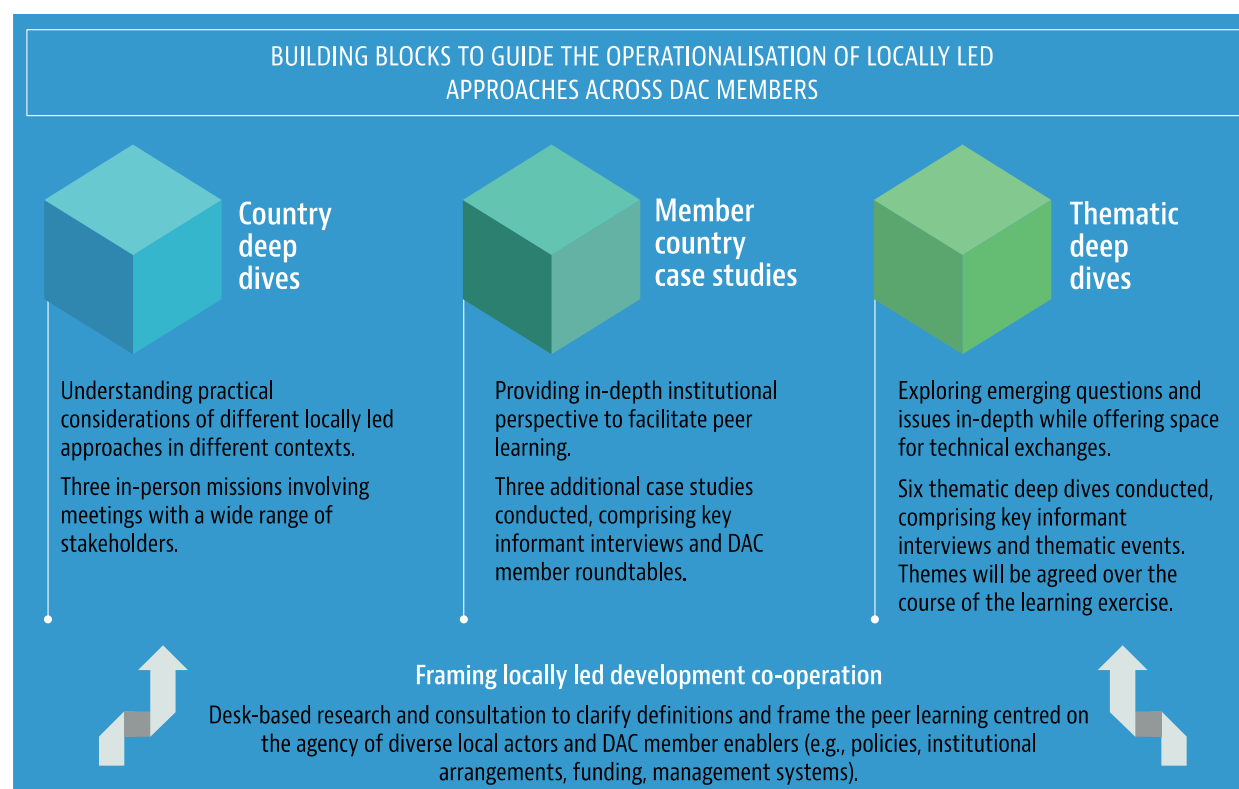 BUILDING BLOCKS TO GUIDE THE OPERATIONALISATION OF LOCALLY LED
APPROACHES ACROSS DAC MEMBERS
Country
deep
dives
Understanding practical
considerations of different locally led
approaches in different contexts.
Three in-person missions involving
meetings with a wide range of
stakeholders.
Member
country
case studies
Providing in-depth institutional
perspective to facilitate peer
learning.
Three additional case studies
conducted, comprising key
informant interviews and DAC
member roundtables.
Thematic
deep
dives
Exploring emerging questions and
issues in-depth while offering space
for technical exchanges.
Six thematic deep dives conducted,
comprising key informant
interviews and thematic events.
Themes will be agreed over the
course of the learning exercise.
Framing locally led development co-operation
Desk-based research and consultation to clarify definitions and frame the peer learning centred on
the agency of diverse local actors and DAC member enablers (e.g., policies, institutional
arrangements, funding, management systems).